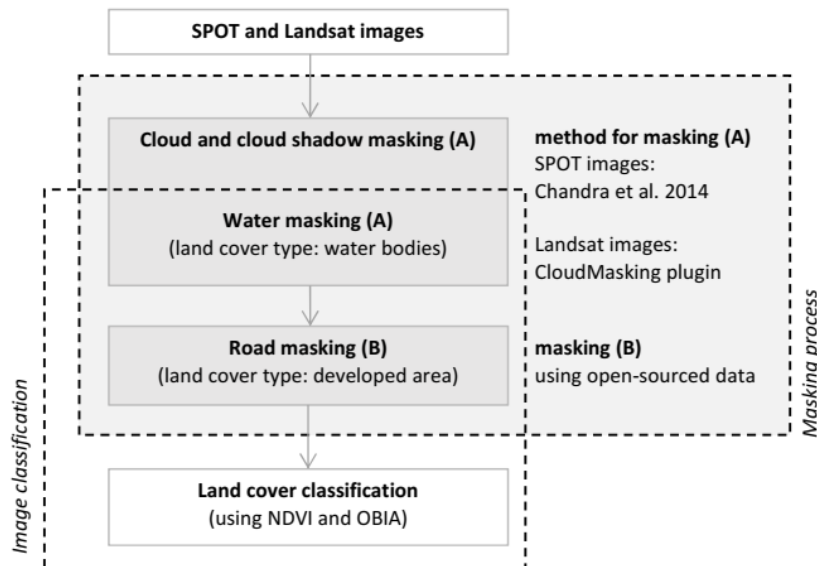 SPOT and Landsat images
Cloud and cloud shadow masking (A)
Water masking (A)
(land cover type: water bodies)
Road masking (B)
(land cover type: developed area)
Land cover classification
(using NDVI and OBIA)
method for masking (A)
SPOT images:
Chandra et al. 2014
Landsat images:
CloudMasking plugin
masking (B)
using open-sourced data
Masking process
Image classification